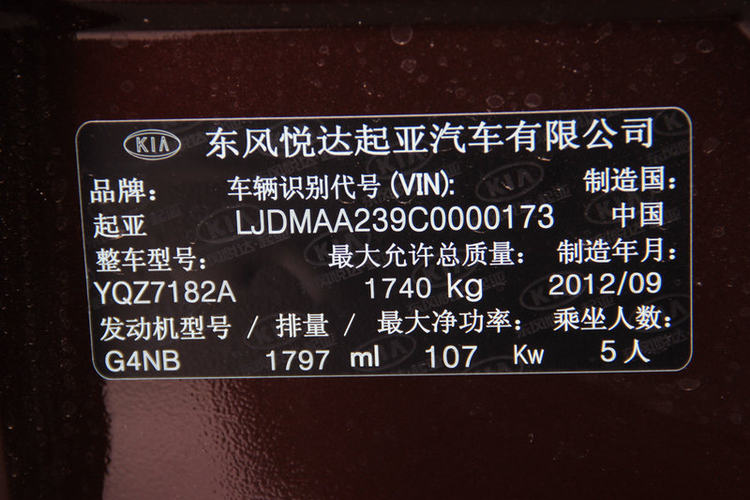 KIA 东风悦达起亚汽车有限公司
品牌: 车辆识别代号(VIN): 制造国:
起亚 LJDMAA239C0000173 中国
整车型号: 最大允许总质量: 制造年月:
YQZ7182A 1740 kg 2012/09
发动机型号 / 排量 / 最大净功率: 乘坐人数:
G4NB 1797 ml 107 Kw 5人